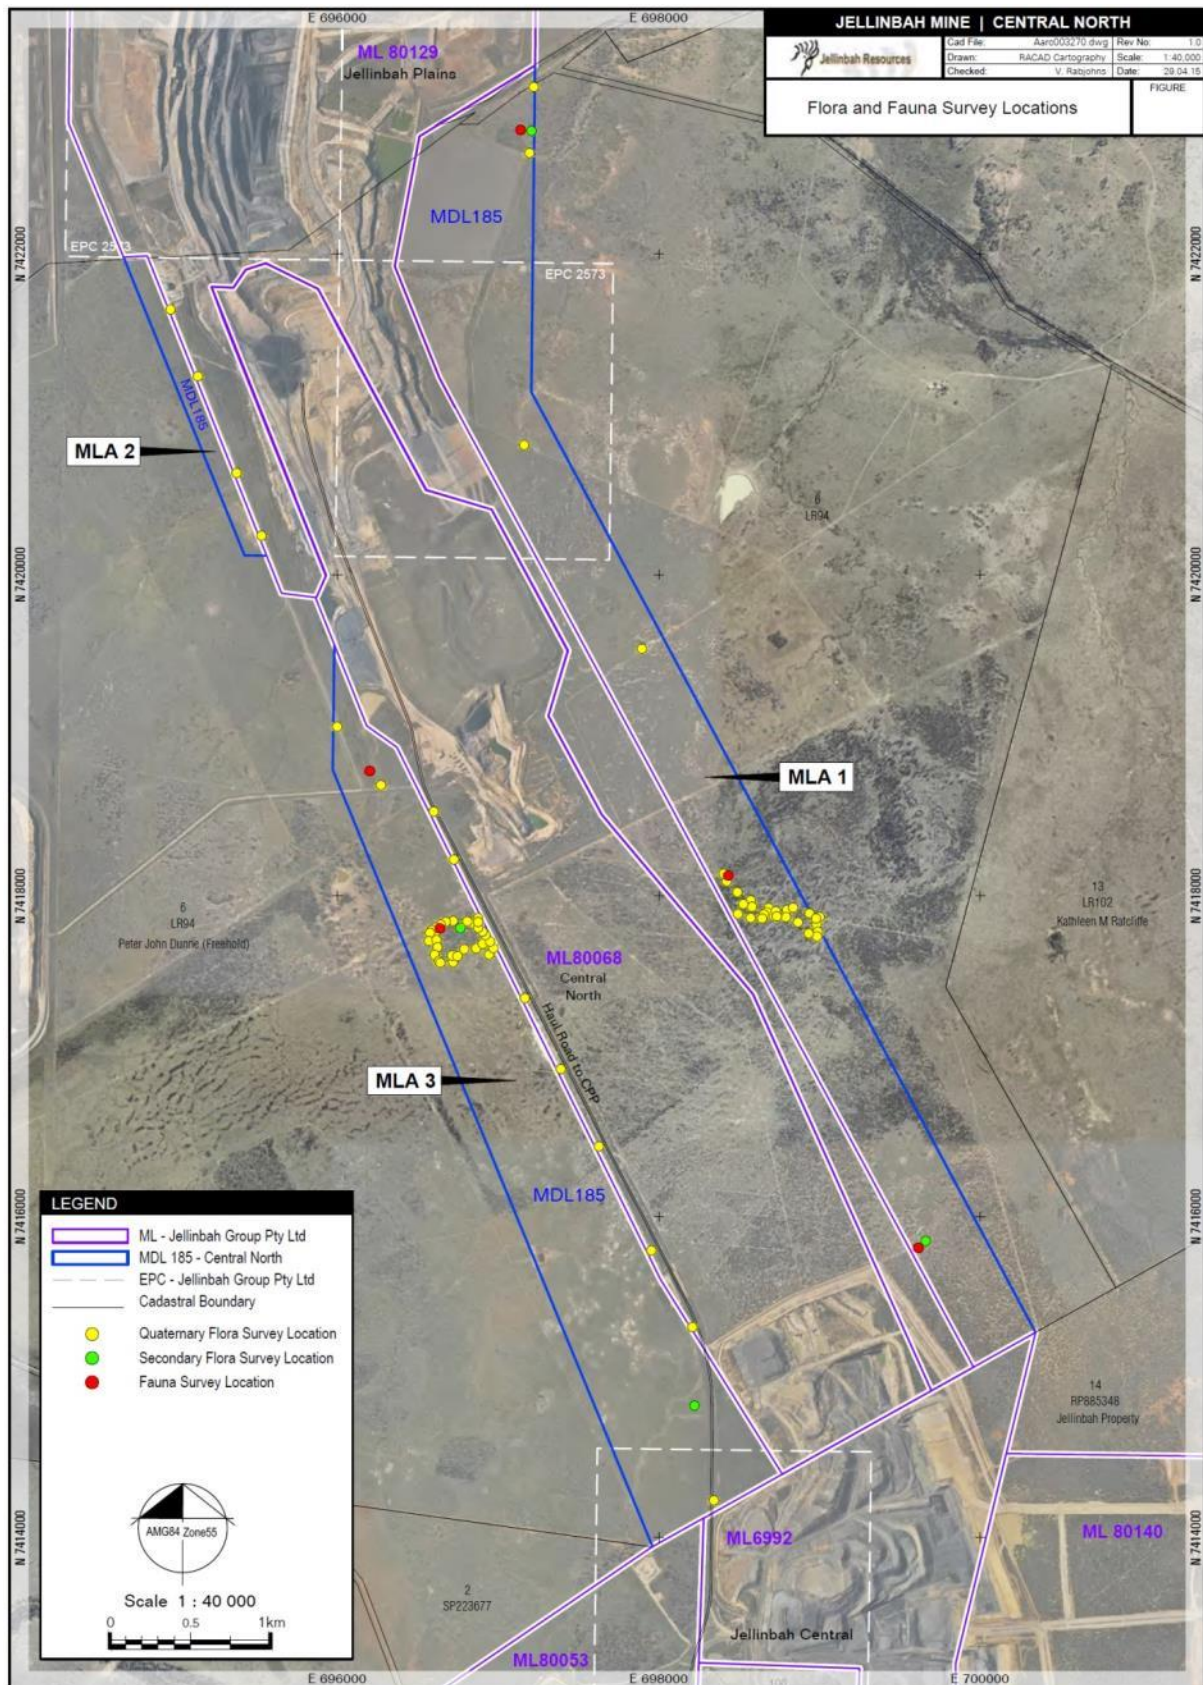 E 696000
E 698000
JELLINBAH MINE | CENTRAL NORTH
Jellinbah Resources
Cad File: Aarc003270.dwg Rev No: 1.0
Drawn: RACAD Cartography Scale: 1:40,000
Checked: V. Rabjohns Date: 29.04.15
Flora and Fauna Survey Locations
FIGURE
ML 80129
Jellinbah Plains
MDL185
EPC 2573
EPC 2573
N 7422000
N 7422000
MDL185
MLA 2
6
LR94
N 7420000
N 7420000
MLA 1
N 7418000
N 7418000
6
LR94
Peter John Dunne (Freehold)
13
LR102
Kathleen M Ratcliffe
ML80068
Central
North
Haul Road to CPP
MLA 3
MDL185
N 7416000
N 7416000
LEGEND
ML - Jellinbah Group Pty Ltd
MDL 185 - Central North
EPC - Jellinbah Group Pty Ltd
Cadastral Boundary
Quaternary Flora Survey Location
Secondary Flora Survey Location
Fauna Survey Location
AMG84 Zone55
Scale 1 : 40 000
0 0.5 1km
14
RP885348
Jellinbah Property
N 7414000
N 7414000
ML6992
ML 80140
2
SP223677
Jellinbah Central
ML80053
E 696000
E 698000
E 700000